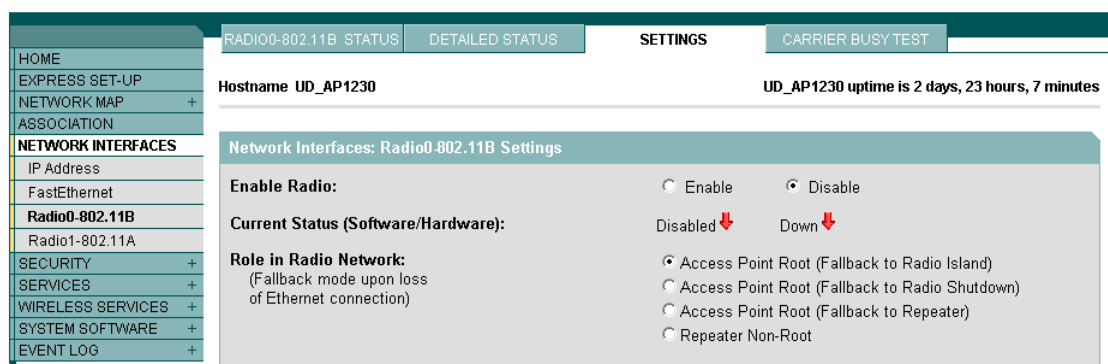 RADIO0-802.11B STATUS DETAILED STATUS SETTINGS CARRIER BUSY TEST
HOME
EXPRESS SET-UP
NETWORK MAP +
ASSOCIATION
NETWORK INTERFACES
IP Address
FastEthernet
Radio0-802.11B
Radio1-802.11A
SECURITY +
SERVICES +
WIRELESS SERVICES +
SYSTEM SOFTWARE +
EVENT LOG +
Hostname UD_AP1230 UD_AP1230 uptime is 2 days, 23 hours, 7 minutes
Network Interfaces: Radio0-802.11B Settings
Enable Radio: Enable Disable
Current Status (Software/Hardware): Disabled Down
Role in Radio Network:
(Fallback mode upon loss
of Ethernet connection)
Access Point Root (Fallback to Radio Island)
Access Point Root (Fallback to Radio Shutdown)
Access Point Root (Fallback to Repeater)
Repeater Non-Root